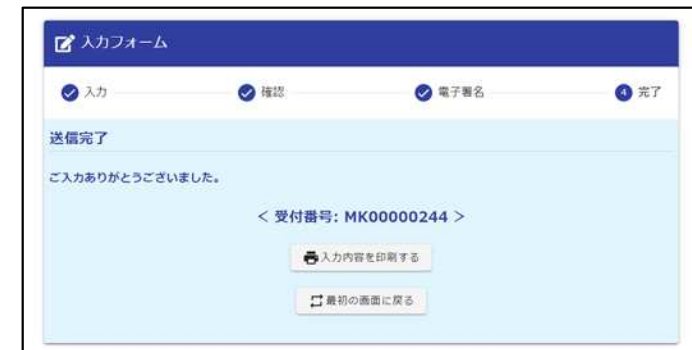 入力フォーム
入力 確認 電子署名 4 完了
送信完了
ご入力ありがとうございました。
< 受付番号: MK00000244 >
入力内容を印刷する
最初の画面に戻る